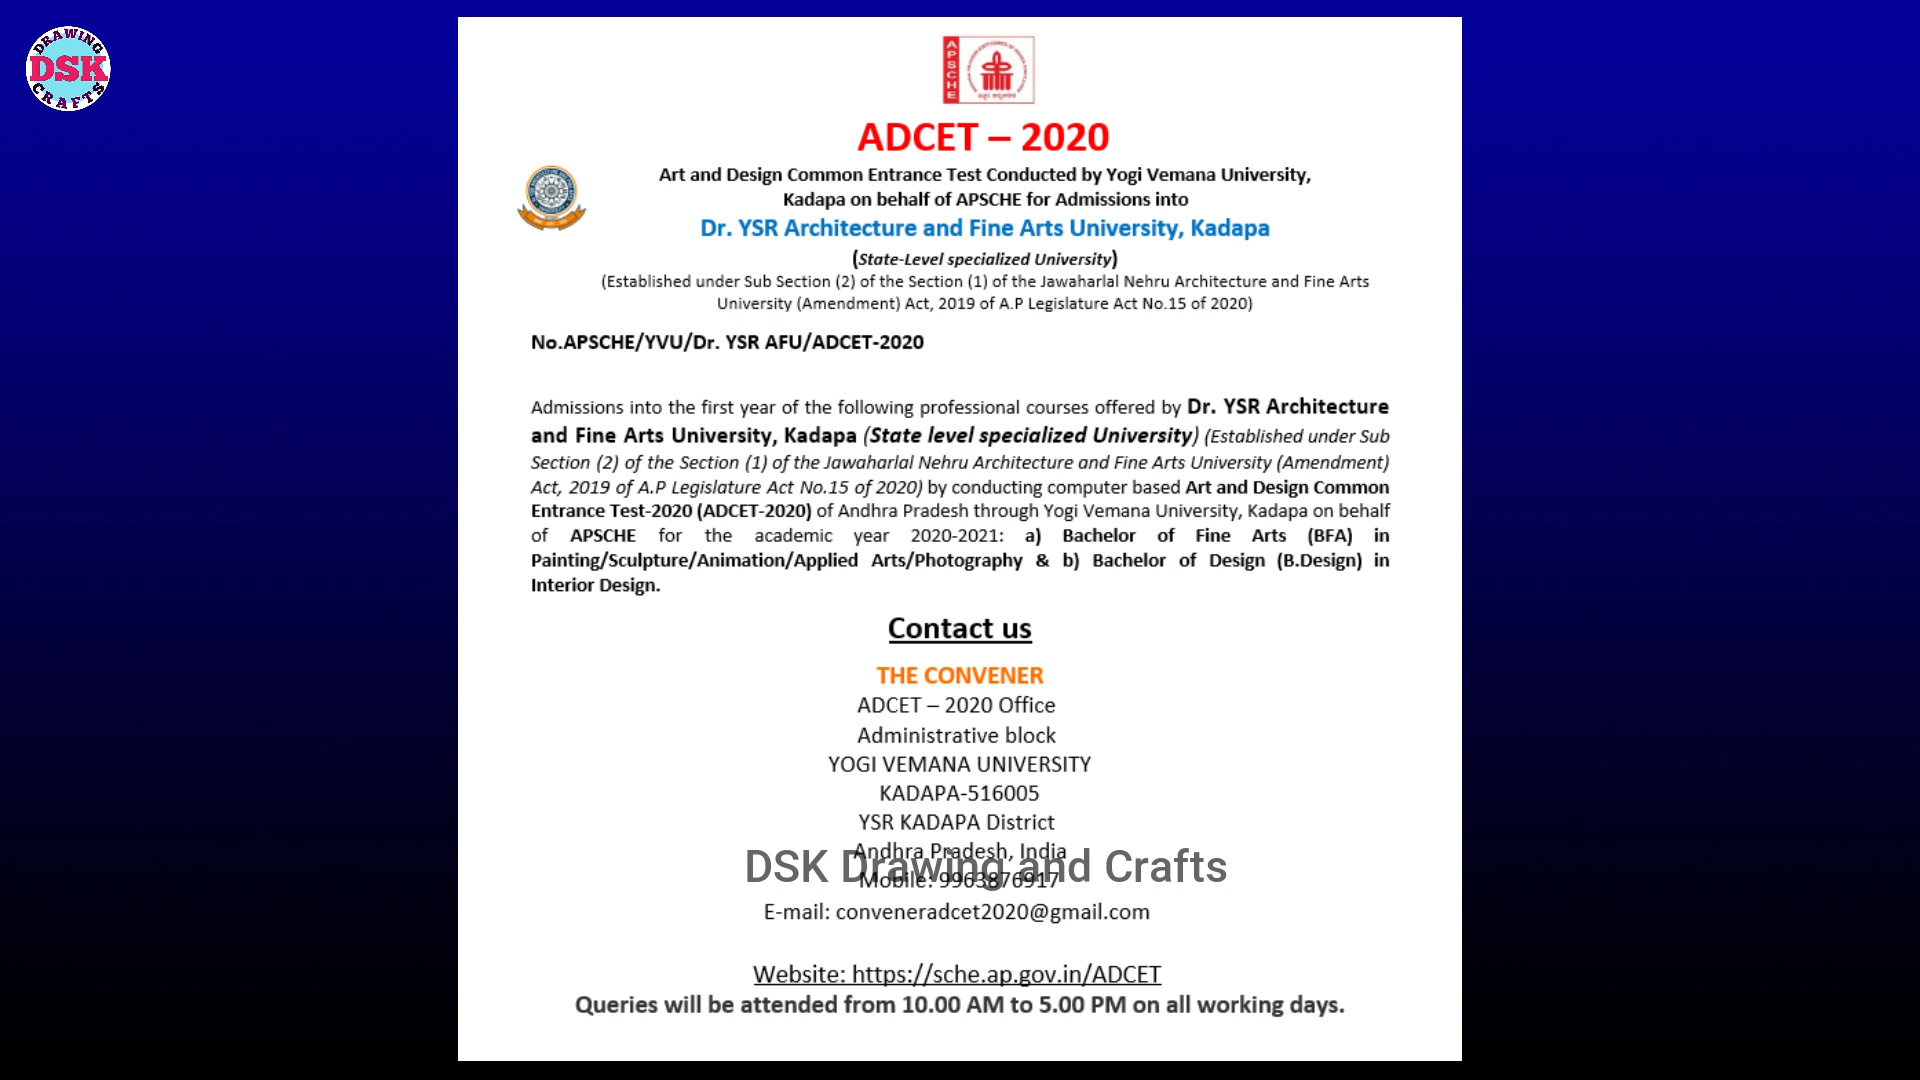 DRAWING
DSK
CRAFTS
APSCHE
ADCET – 2020
Art and Design Common Entrance Test Conducted by Yogi Vemana University,
Kadapa on behalf of APSCHE for Admissions into
Dr. YSR Architecture and Fine Arts University, Kadapa
(State-Level specialized University)
(Established under Sub Section (2) of the Section (1) of the Jawaharlal Nehru Architecture and Fine Arts
University (Amendment) Act, 2019 of A.P Legislature Act No.15 of 2020)
No.APSCHE/YVU/Dr. YSR AFU/ADCET-2020
Admissions into the first year of the following professional courses offered by Dr. YSR Architecture
and Fine Arts University, Kadapa (State level specialized University) (Established under Sub
Section (2) of the Section (1) of the Jawaharlal Nehru Architecture and Fine Arts University (Amendment)
Act, 2019 of A.P Legislature Act No.15 of 2020) by conducting computer based Art and Design Common
Entrance Test-2020 (ADCET-2020) of Andhra Pradesh through Yogi Vemana University, Kadapa on behalf
of APSCHE for the academic year 2020-2021: a) Bachelor of Fine Arts (BFA) in
Painting/Sculpture/Animation/Applied Arts/Photography & b) Bachelor of Design (B.Design) in
Interior Design.
Contact us
THE CONVENER
ADCET – 2020 Office
Administrative block
YOGI VEMANA UNIVERSITY
KADAPA-516005
YSR KADAPA District
Andhra Pradesh, India
DSK Drawing and Crafts
Mobile: 9963876917
E-mail: conveneradcet2020@gmail.com
Website: https://sche.ap.gov.in/ADCET
Queries will be attended from 10.00 AM to 5.00 PM on all working days.